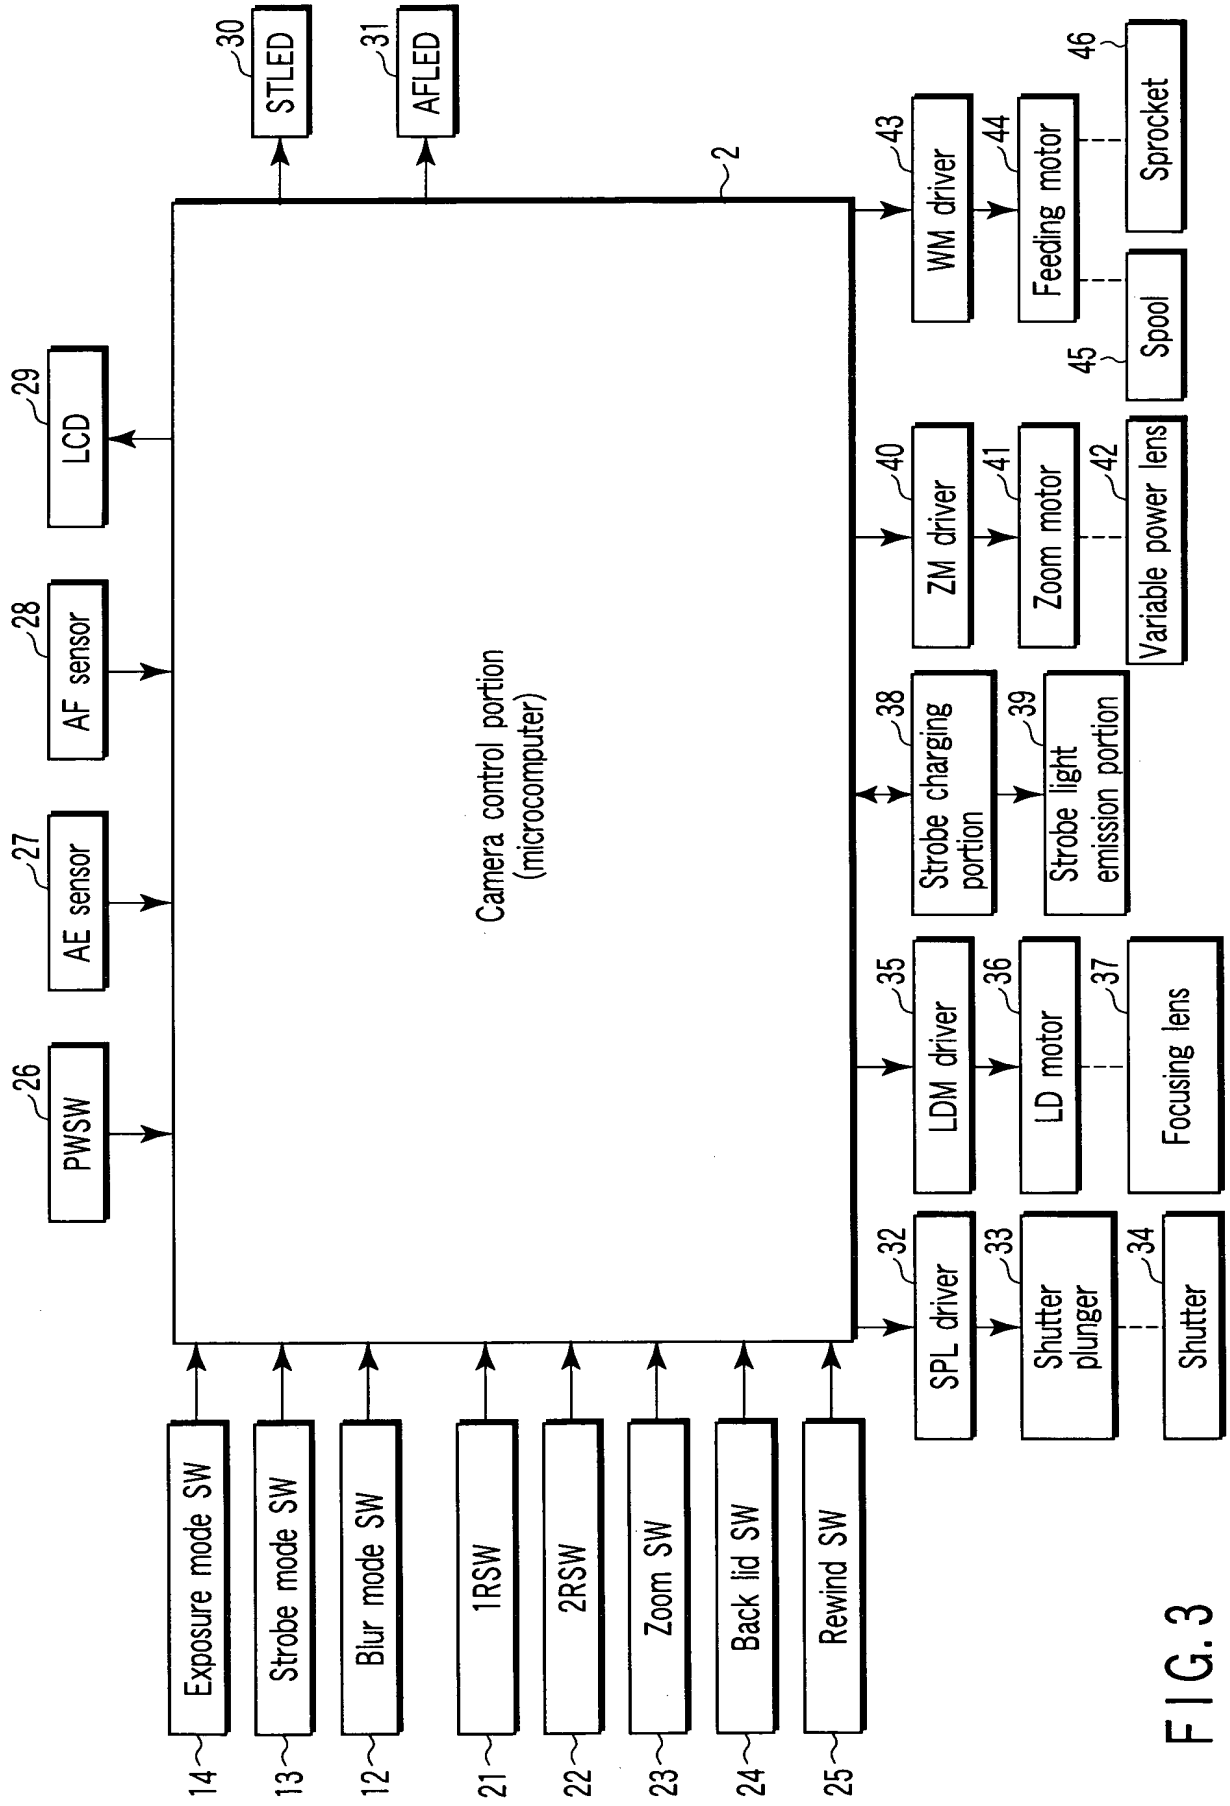 26
PWSW
27
AE sensor
28
AF sensor
29
LCD
30
STLED
31
AFLED
14
Exposure mode SW
13
Strobe mode SW
12
Blur mode SW
21
1RSW
22
2RSW
23
Zoom SW
24
Back lid SW
25
Rewind SW
Camera control portion
(microcomputer)
2
32
SPL driver
33
Shutter
plunger
34
Shutter
35
LDM driver
36
LD motor
37
Focusing lens
38
Strobe charging
portion
39
Strobe light
emission portion
40
ZM driver
41
Zoom motor
42
Variable power lens
43
WM driver
44
Feeding motor
45
Spool
46
Sprocket
FIG. 3